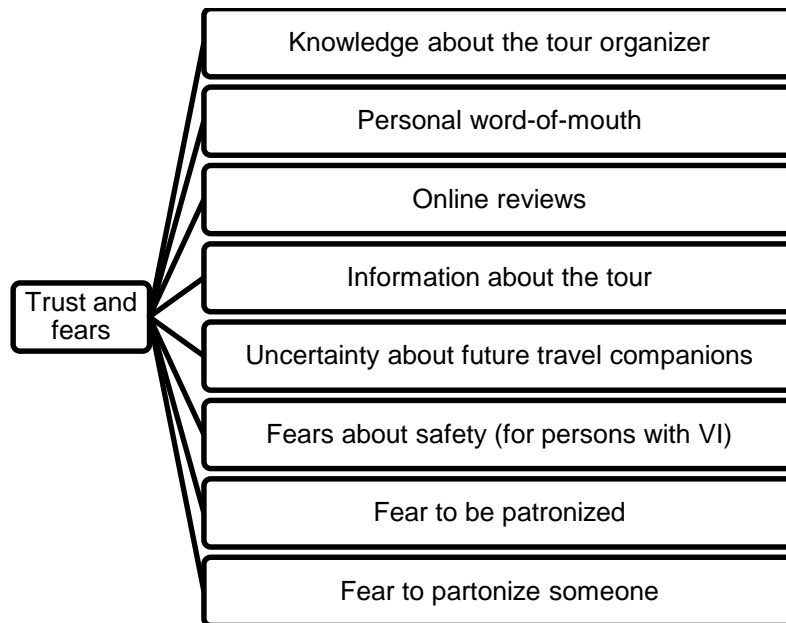 Knowledge about the tour organizer
Personal word-of-mouth
Online reviews
Information about the tour
Trust and
fears
Uncertainty about future travel companions
Fears about safety (for persons with VI)
Fear to be patronized
Fear to partonize someone